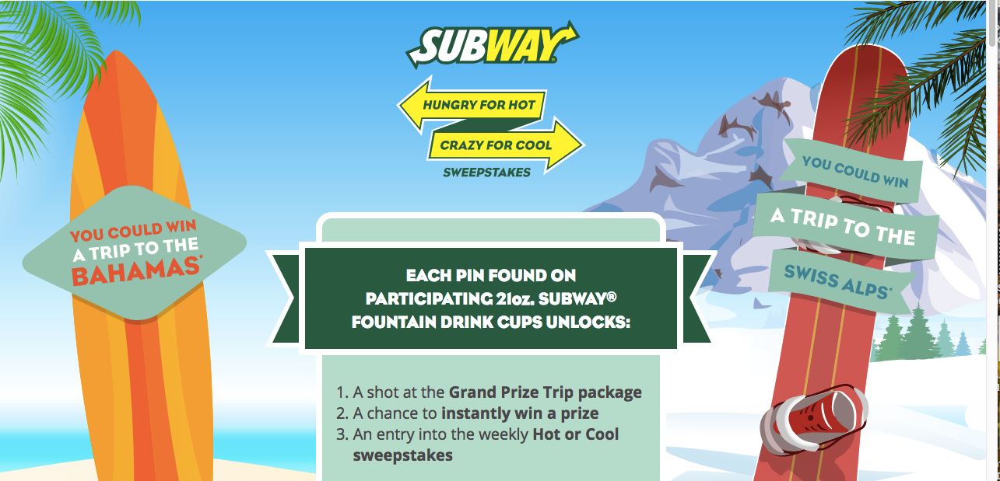 SUBWAY
HUNGRY FOR HOT
CRAZY FOR COOL
SWEEPSTAKES
YOU COULD WIN
A TRIP TO THE
BAHAMAS*
YOU COULD WIN
A TRIP TO THE
SWISS ALPS*
EACH PIN FOUND ON
PARTICIPATING 21oz. SUBWAY®
FOUNTAIN DRINK CUPS UNLOCKS:
1. A shot at the Grand Prize Trip package
2. A chance to instantly win a prize
3. An entry into the weekly Hot or Cool
sweepstakes